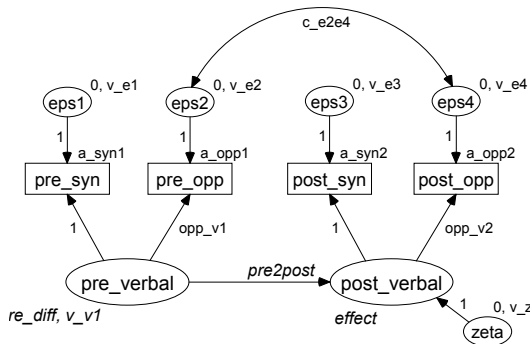 c_e2e4
0, v_e1
0, v_e2
0, v_e3
0, v_e4
eps1
eps2
eps3
eps4
1
1
1
1
a_syn1
a_opp1
a_syn2
a_opp2
pre_syn
pre_opp
post_syn
post_opp
1
opp_v1
1
opp_v2
pre_verbal
pre2post
post_verbal
re_diff, v_v1
effect
1
0, v_z
zeta